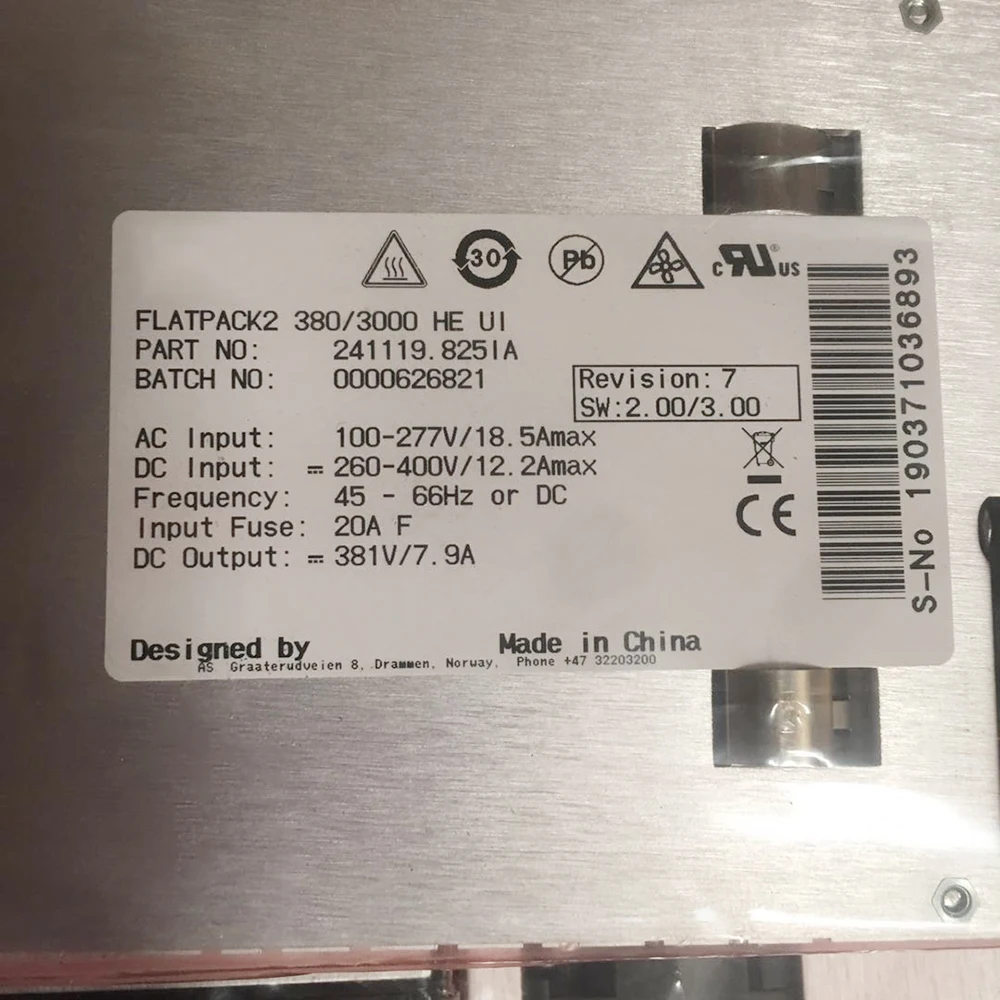 30 Pb c RU ® US
FLATPACK2 380/3000 HE UI
PART NO: 241119.825IA
BATCH NO: 0000626821
Revision: 7
SW:2.00/3.00
AC Input: 100-277V/18.5Amax
DC Input: ⎓ 260-400V/12.2Amax
Frequency: 45 - 66Hz or DC
Input Fuse: 20A F
DC Output: ⎓ 381V/7.9A
CE
S-No 190371036893
Designed by Made in China
AS Graaterudveien 8, Drammen, Norway, Phone +47 32203200